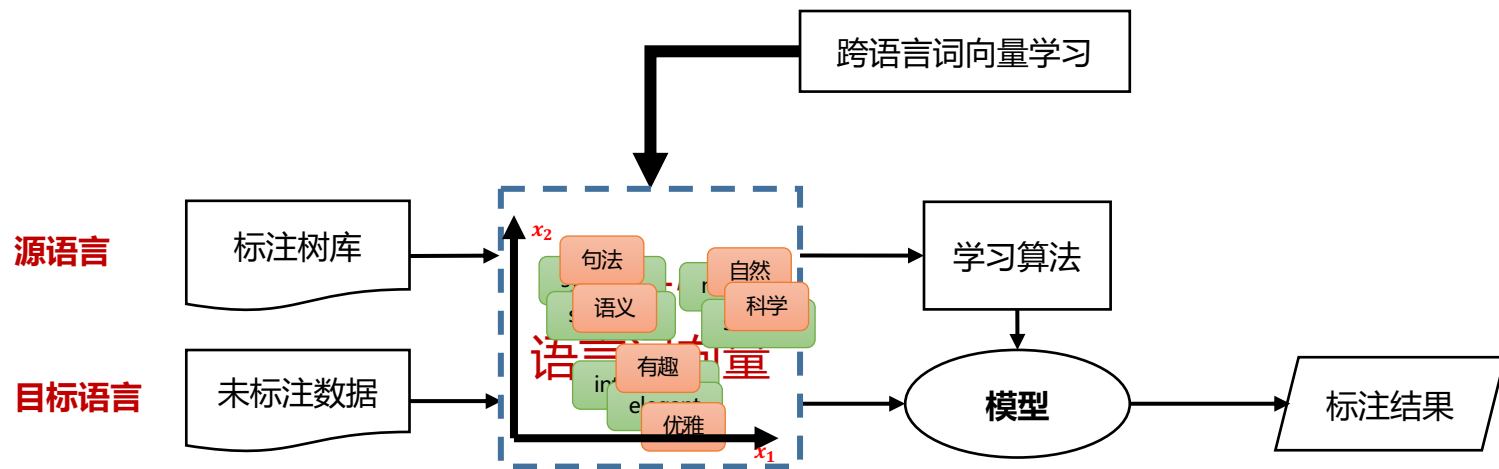 跨语言词向量学习
源语言
标注树库
x2
句法
语义
自然
科学
学习算法
目标语言
未标注数据
有趣
优雅
x1
模型
标注结果